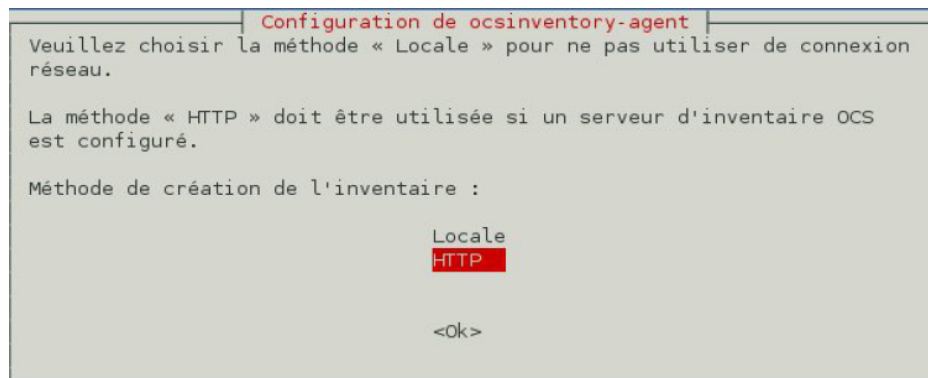 Configuration de ocsinventory-agent
Veuillez choisir la méthode « Locale » pour ne pas utiliser de connexion
réseau.
La méthode « HTTP » doit être utilisée si un serveur d'inventaire OCS
est configuré.
Méthode de création de l'inventaire :
Locale
HTTP
<Ok>